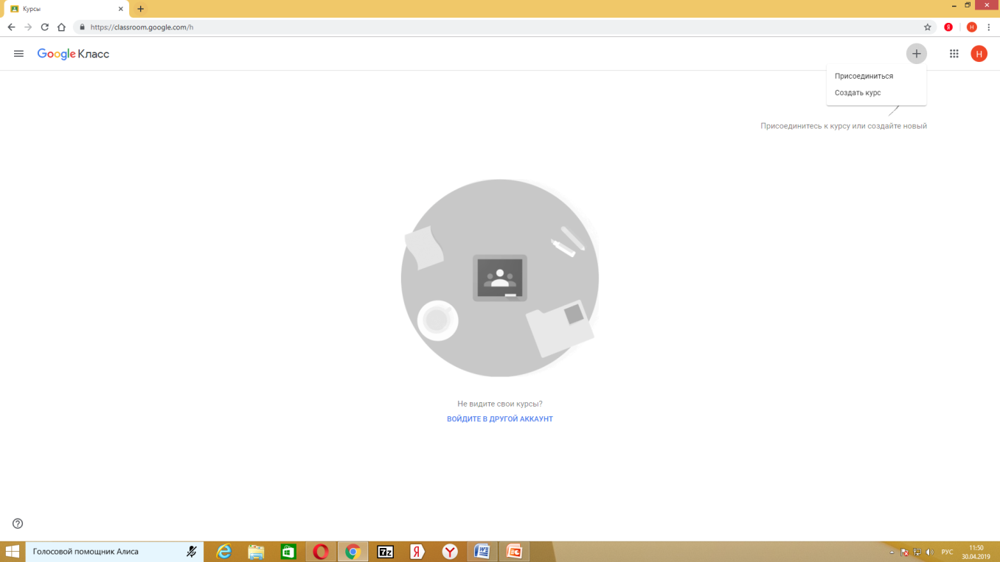 Курсы
https://classroom.google.com/h
Я
Н
Google Класс
Н
Присоединиться
Создать курс
Присоединитесь к курсу или создайте новый
Не видите свои курсы?
ВОЙДИТЕ В ДРУГОЙ АККАУНТ
Голосовой помощник Алиса
7z
Я
Y
РУС
11:50
30.04.2019